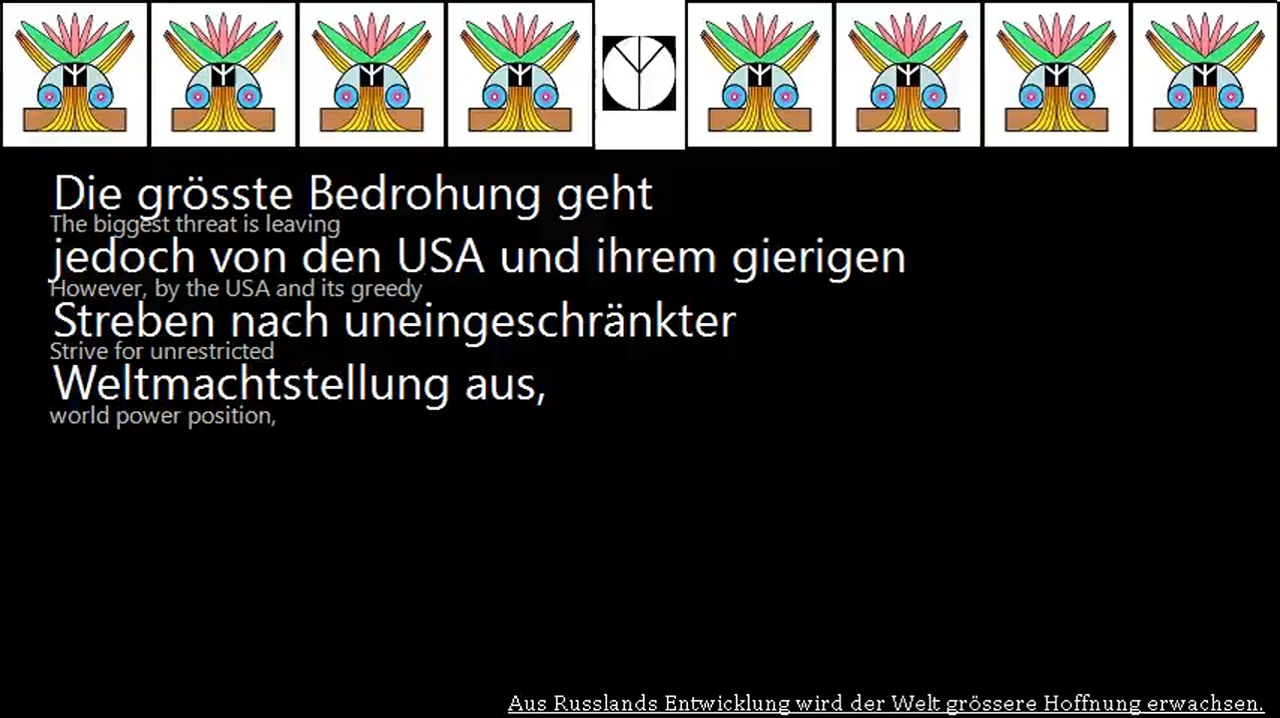 Die grösste Bedrohung geht
The biggest threat is leaving
jedoch von den USA und ihrem gierigen
However, by the USA and its greedy
Streben nach uneingeschränkter
Strive for unrestricted
Weltmachtstellung aus,
world power position,
Aus Russlands Entwicklung wird der Welt grössere Hoffnung erwachsen.